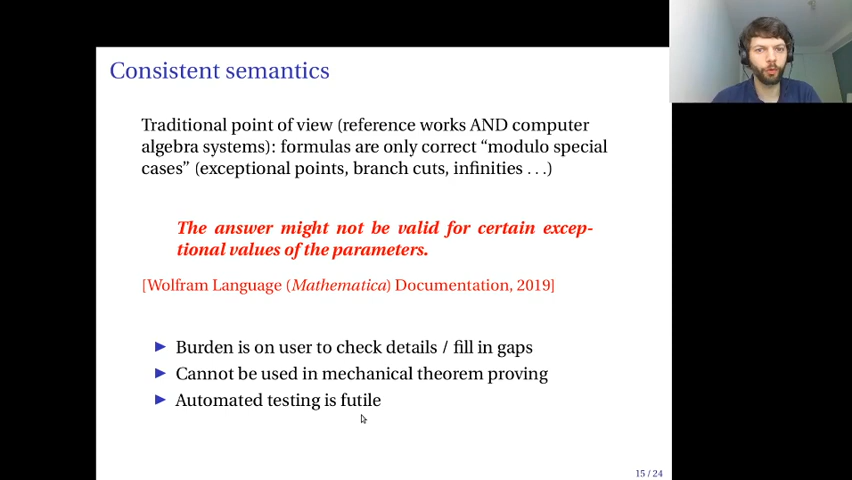 Consistent semantics
Traditional point of view (reference works AND computer
algebra systems): formulas are only correct “modulo special
cases” (exceptional points, branch cuts, infinities . . .)
The answer might not be valid for certain excep-
tional values of the parameters.
[Wolfram Language (Mathematica) Documentation, 2019]
▶ Burden is on user to check details / fill in gaps
▶ Cannot be used in mechanical theorem proving
▶ Automated testing is futile
15 / 24